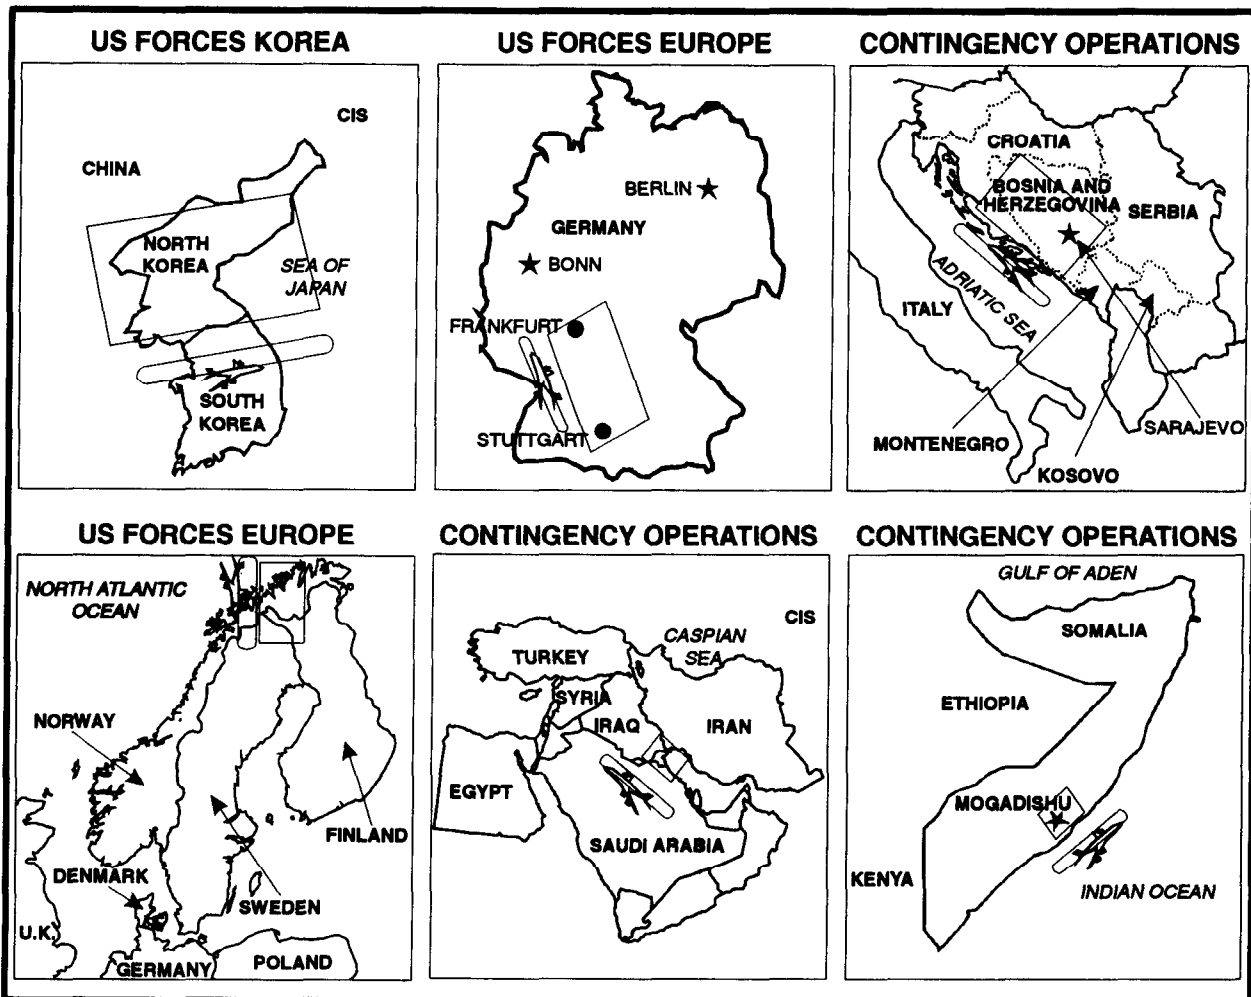 US FORCES KOREA
CIS
CHINA
NORTH
KOREA
SEA OF
JAPAN
SOUTH
KOREA
US FORCES EUROPE
BERLIN
GERMANY
BONN
FRANKFURT
STUTTGART
CONTINGENCY OPERATIONS
CROATIA
BOSNIA AND
HERZEGOVINA
SERBIA
ADRIATIC SEA
ITALY
SARAJEVO
MONTENEGRO
KOSOVO
US FORCES EUROPE
NORTH ATLANTIC
OCEAN
NORWAY
FINLAND
DENMARK
SWEDEN
U.K.
GERMANY
POLAND
CONTINGENCY OPERATIONS
CIS
CASPIAN
SEA
TURKEY
SYRIA
IRAQ
IRAN
EGYPT
SAUDI ARABIA
CONTINGENCY OPERATIONS
GULF OF ADEN
SOMALIA
ETHIOPIA
MOGADISHU
KENYA
INDIAN OCEAN